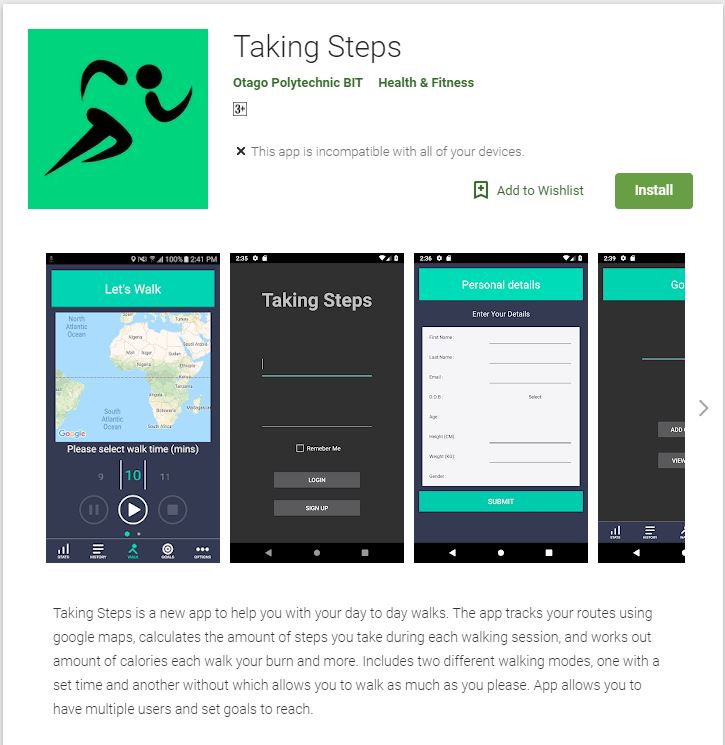 Taking Steps
Otago Polytechnic BIT Health & Fitness
3+
This app is incompatible with all of your devices.
Add to Wishlist
Install
100% 2:41 PM
Let's Walk
North
Atlantic
Ocean
Algeria
Libya
Egypt
Saudi Arabia
Mali
Niger
Sudan
Chad
Nigeria
Ethiopia
Kenya
Tanzania
Angola
Namibia
Botswana
Madagascar
South
Atlantic
Ocean
Google
Please select walk time (mins)
9 10 11
STATS HISTORY WALK GOALS OPTIONS
2:35
Taking Steps
Remeber Me
LOGIN
SIGN UP
2:36
Personal details
Enter Your Details
First Name :
Last Name :
Email :
D.O.B : Select
Age :
Height (CM):
Weight (KG):
Gender :
SUBMIT
2:39
Go
ADD
VIEW
STATS HISTORY
Taking Steps is a new app to help you with your day to day walks. The app tracks your routes using
google maps, calculates the amount of steps you take during each walking session, and works out
amount of calories each walk your burn and more. Includes two different walking modes, one with a
set time and another without which allows you to walk as much as you please. App allows you to
have multiple users and set goals to reach.